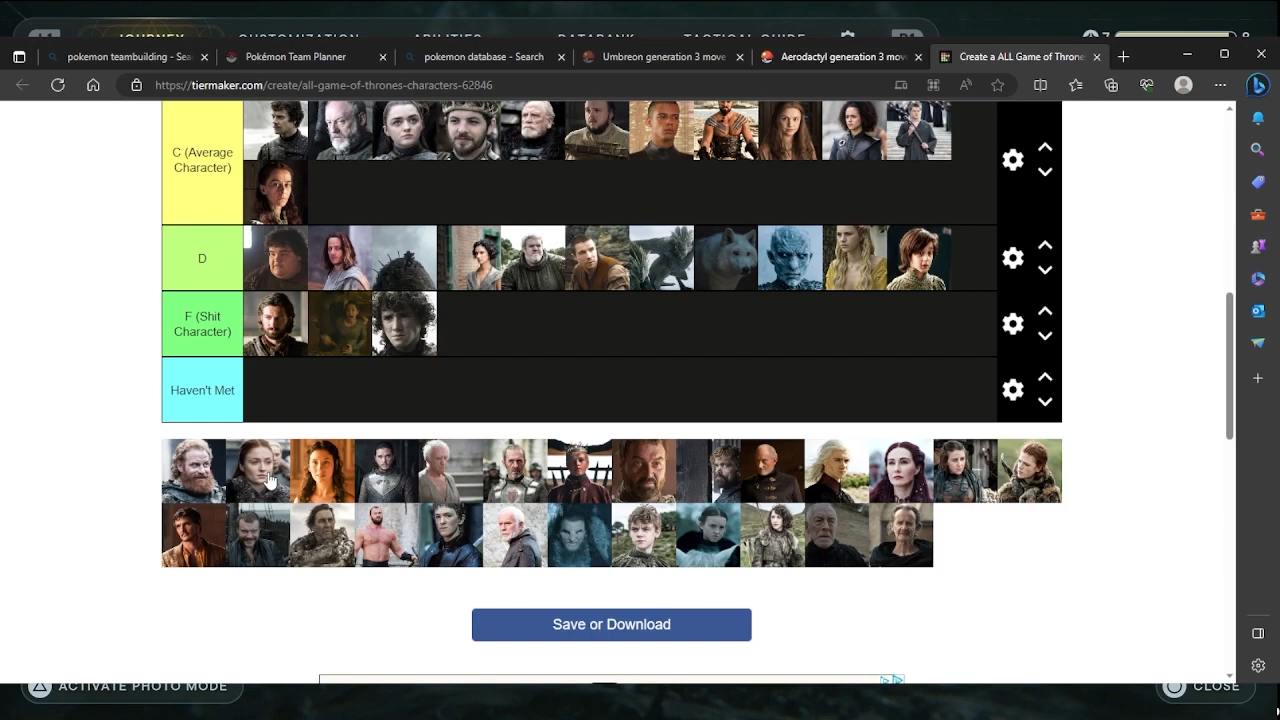 JOURNEY CUSTOMIZATION ABILITIES DATABANK TACTICAL GUIDE
pokemon teambuilding - Sea
Pokémon Team Planner
pokemon database - Search
Umbreon generation 3 move
Aerodactyl generation 3 mov
Create a ALL Game of Throne
https://tiermaker.com/create/all-game-of-thrones-characters-62846
C (Average
Character)
D
F (Shit
Character)
Haven't Met
Save or Download
ACTIVATE PHOTO MODE
CLOSE